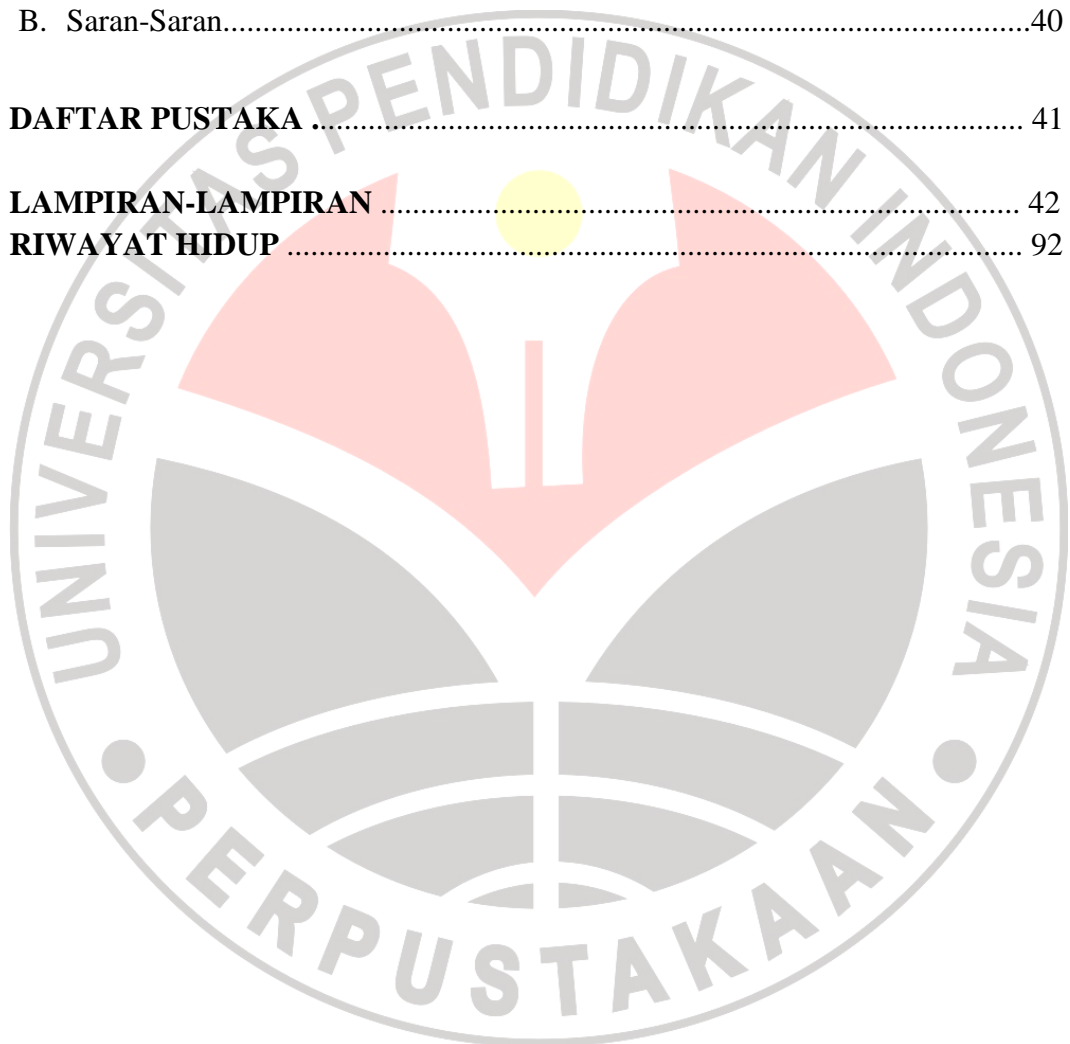 B. Saran-Saran..........................................................................................40
DAFTAR PUSTAKA .............................................................................. 41
LAMPIRAN-LAMPIRAN ...................................................................... 42
RIWAYAT HIDUP ................................................................................. 92
UNIVERSITAS PENDIDIKAN INDONESIA
PERPUSTAKAAN